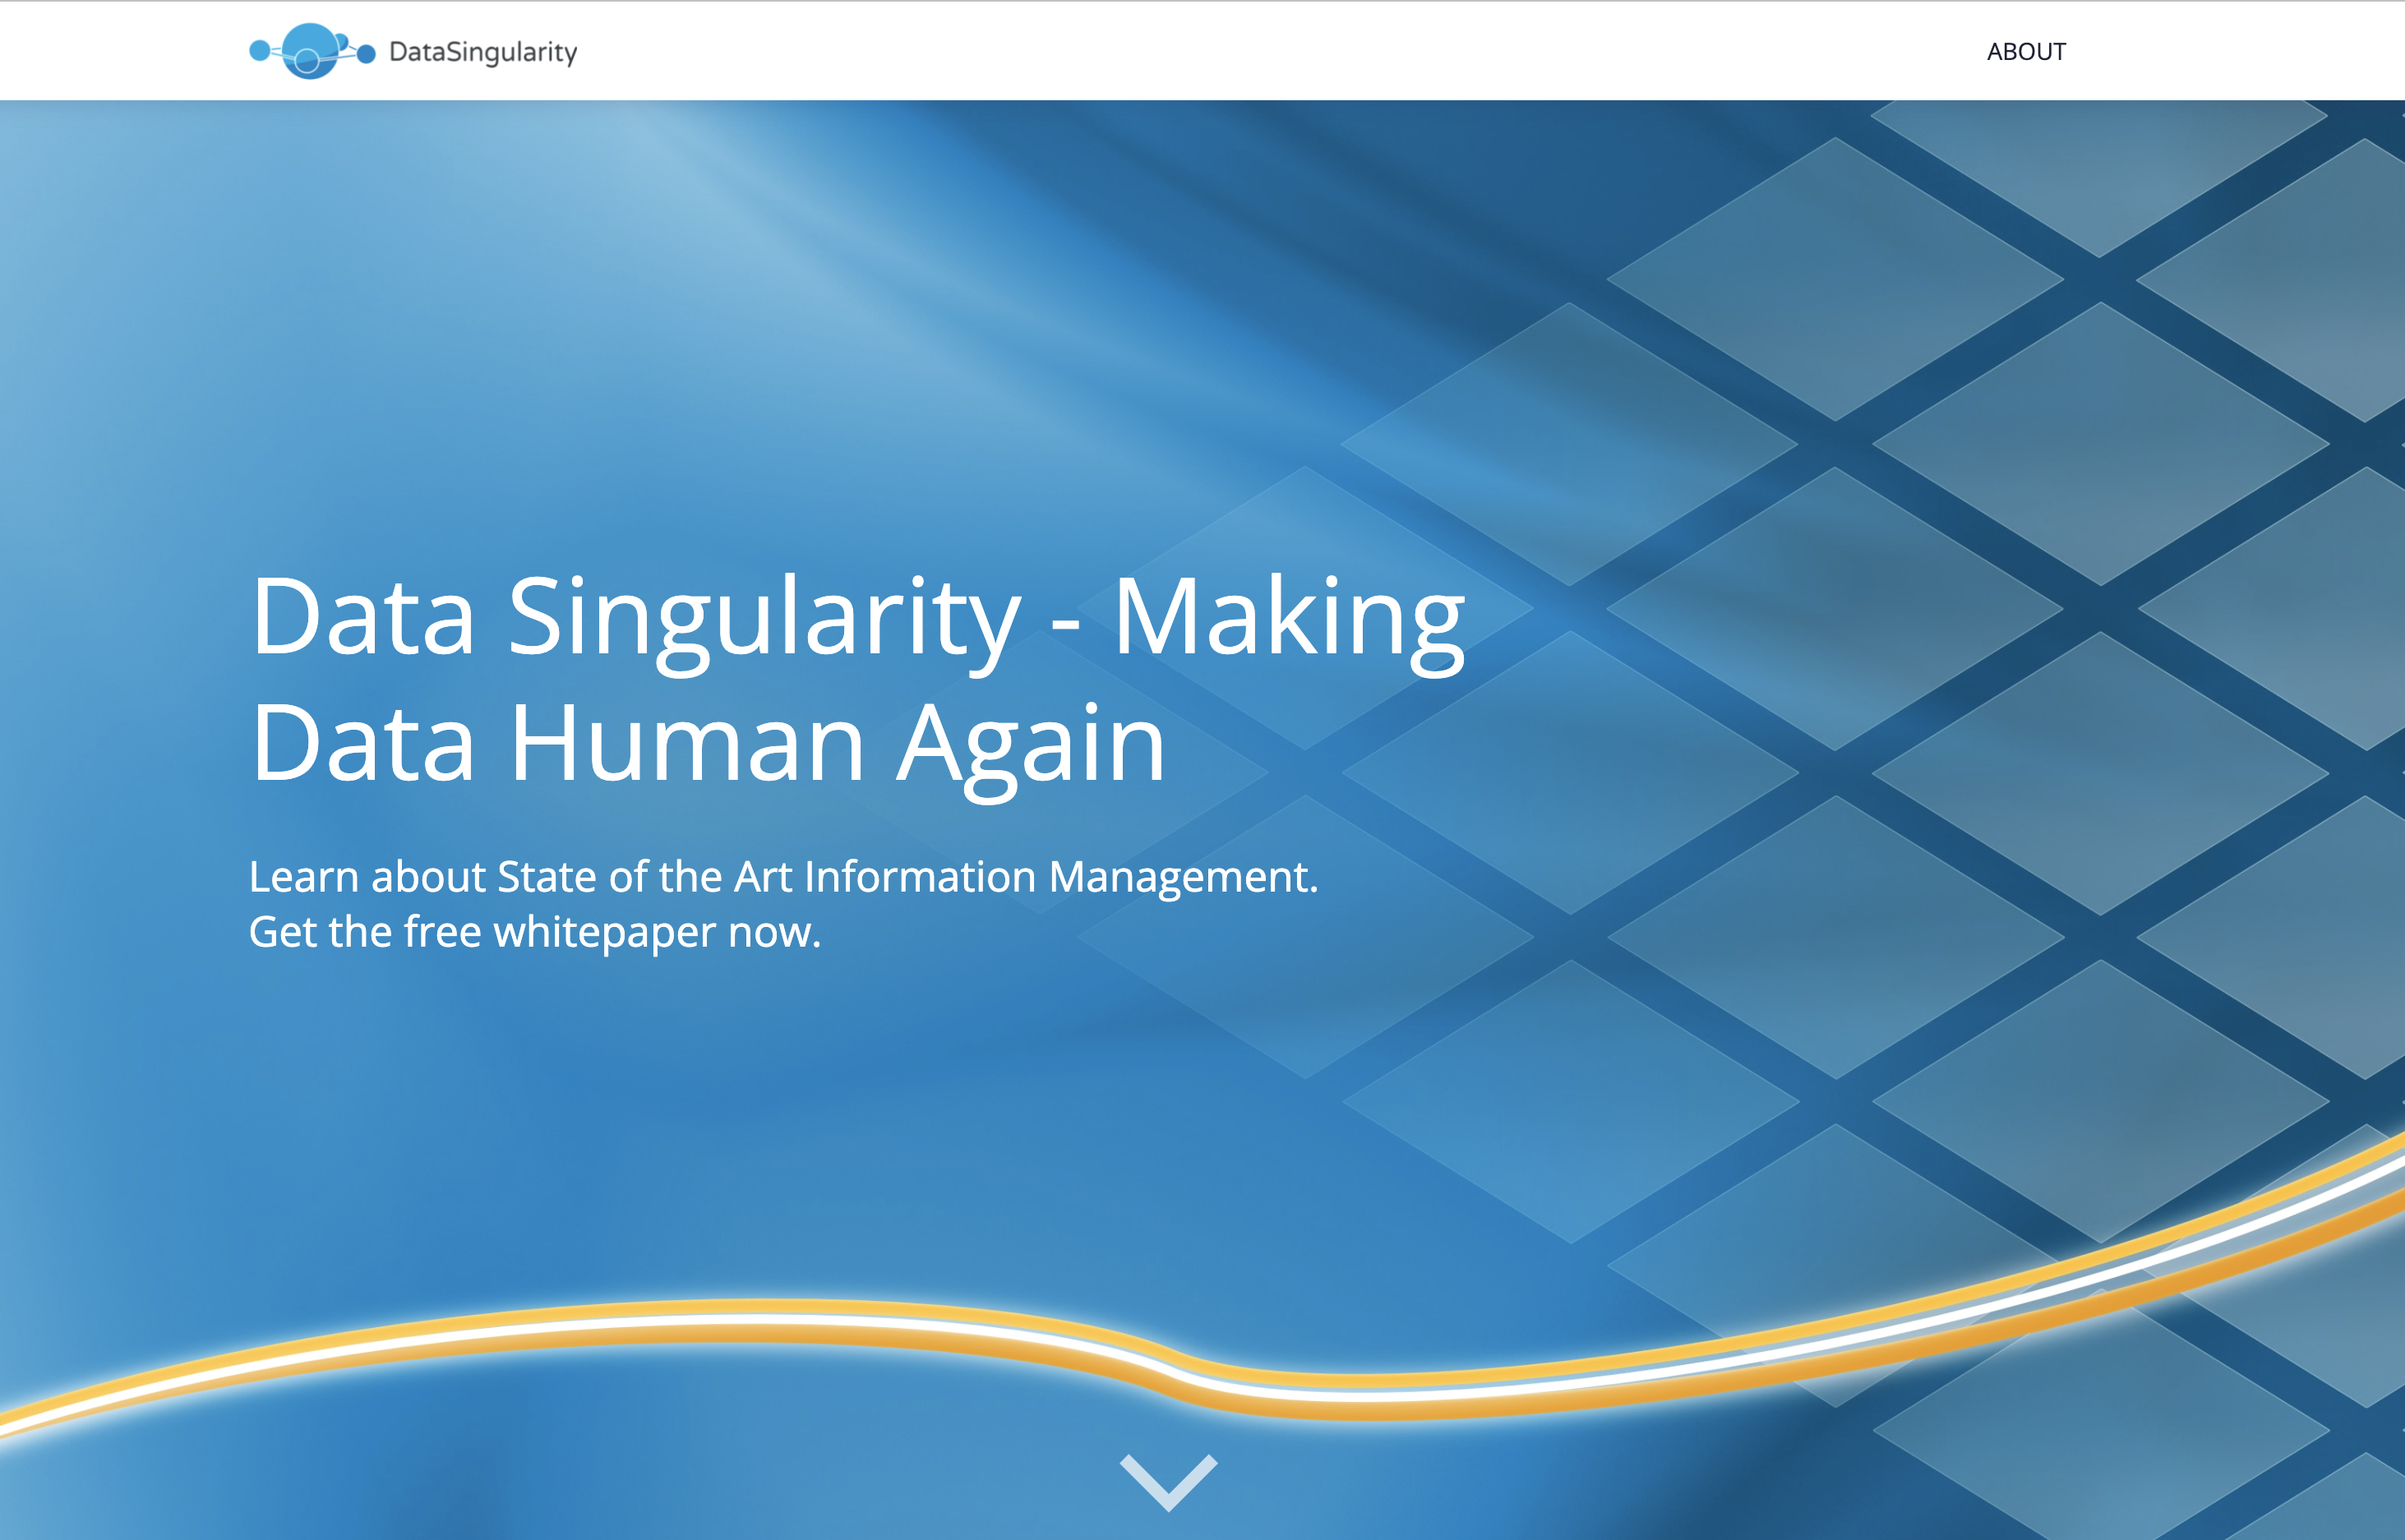 DataSingularity
ABOUT
Data Singularity - Making
Data Human Again
Learn about State of the Art Information Management.
Get the free whitepaper now.